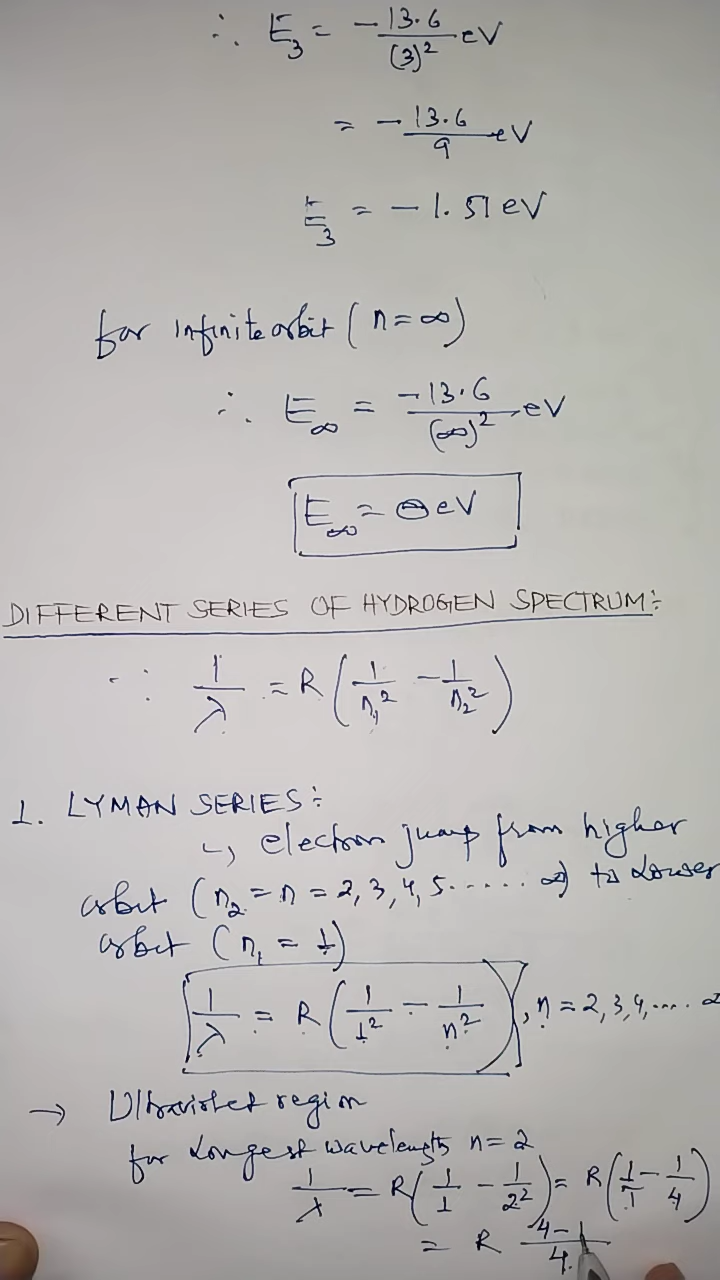 ∴ E₃ = -13.6/(3)² eV
= -13.6/9 eV
E₃ = -1.51 eV
for infinite orbit (n=∞)
∴ E∞ = -13.6/(∞)² eV
E∞ = 0 eV
DIFFERENT SERIES OF HYDROGEN SPECTRUM:
∵ 1/λ = R(1/n₁² - 1/n₂²)
1. LYMAN SERIES:
↳ electron jump from higher
orbit (n₂ = n = 2,3,4,5...... ∞) to Lower
orbit (n₁ = 1)
1/λ = R(1/1² - 1/n²), n = 2,3,4,.... ∞
→ Ultraviolet region
for Longest wavelength n=2
1/λ = R(1/1 - 1/2²) = R(1/1 - 1/4)
= R 4-1/4